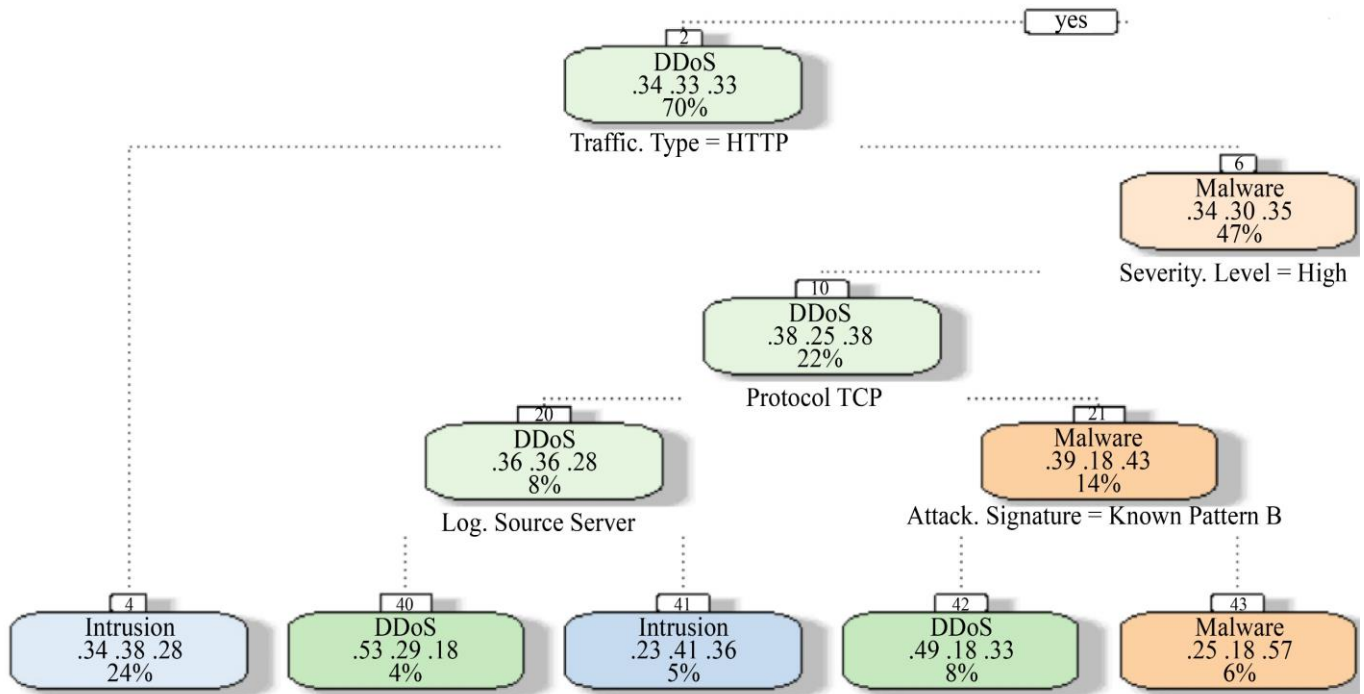 yes
2
DDoS
.34 .33 .33
70%
Traffic. Type = HTTP
6
Malware
.34 .30 .35
47%
Severity. Level = High
10
DDoS
.38 .25 .38
22%
Protocol TCP
20
DDoS
.36 .36 .28
8%
Log. Source Server
21
Malware
.39 .18 .43
14%
Attack. Signature = Known Pattern B
4
Intrusion
.34 .38 .28
24%
40
DDoS
.53 .29 .18
4%
41
Intrusion
.23 .41 .36
5%
42
DDoS
.49 .18 .33
8%
43
Malware
.25 .18 .57
6%